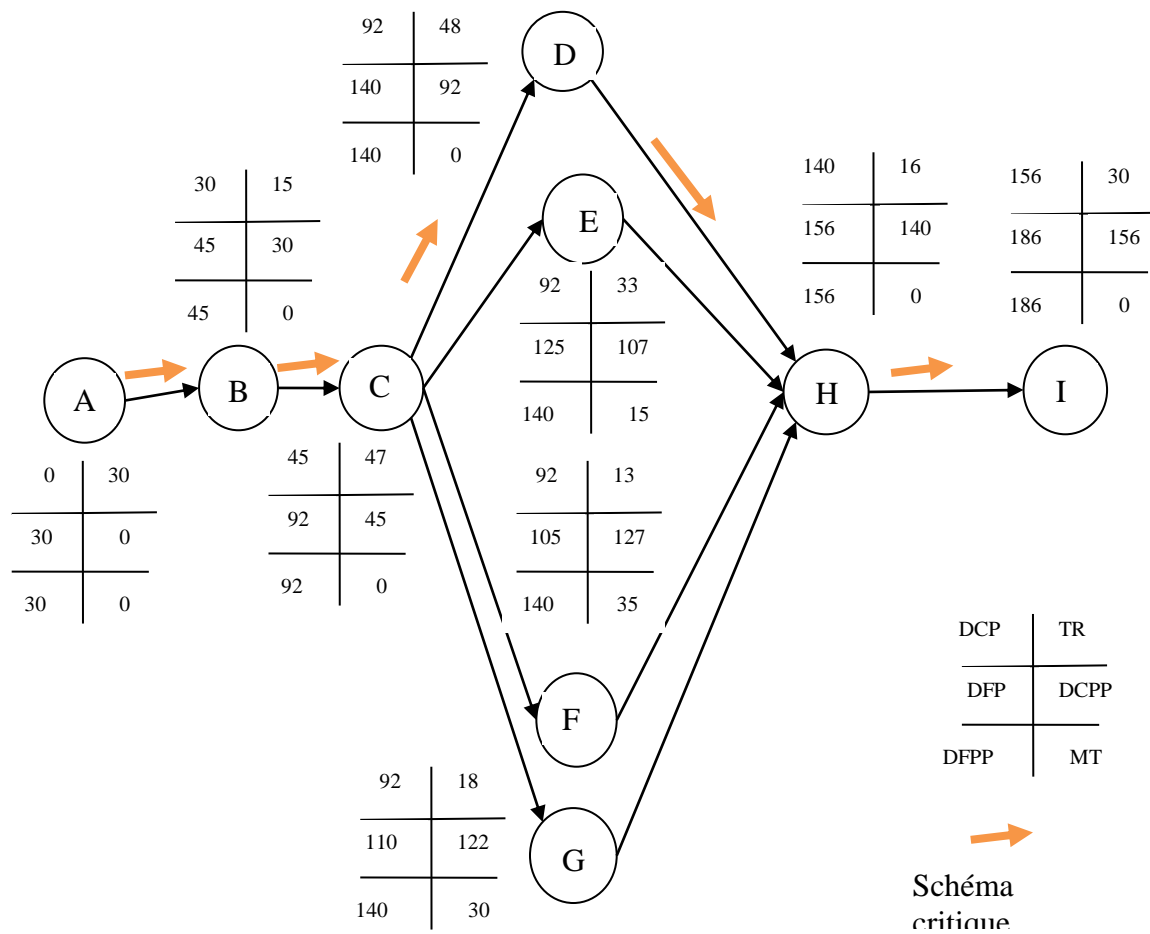 92 48
D
140 92
140 0
30 15
45 30
45 0
E
140 16
156 140
156 0
156 30
186 156
186 0
92 33
125 107
140 15
A
B
C
H
I
0 30
30 0
30 0
45 47
92 45
92 0
92 13
105 127
140 35
DCP TR
DFP DCPP
DFPP MT
F
92 18
110 122
140 30
G
Schéma
critique